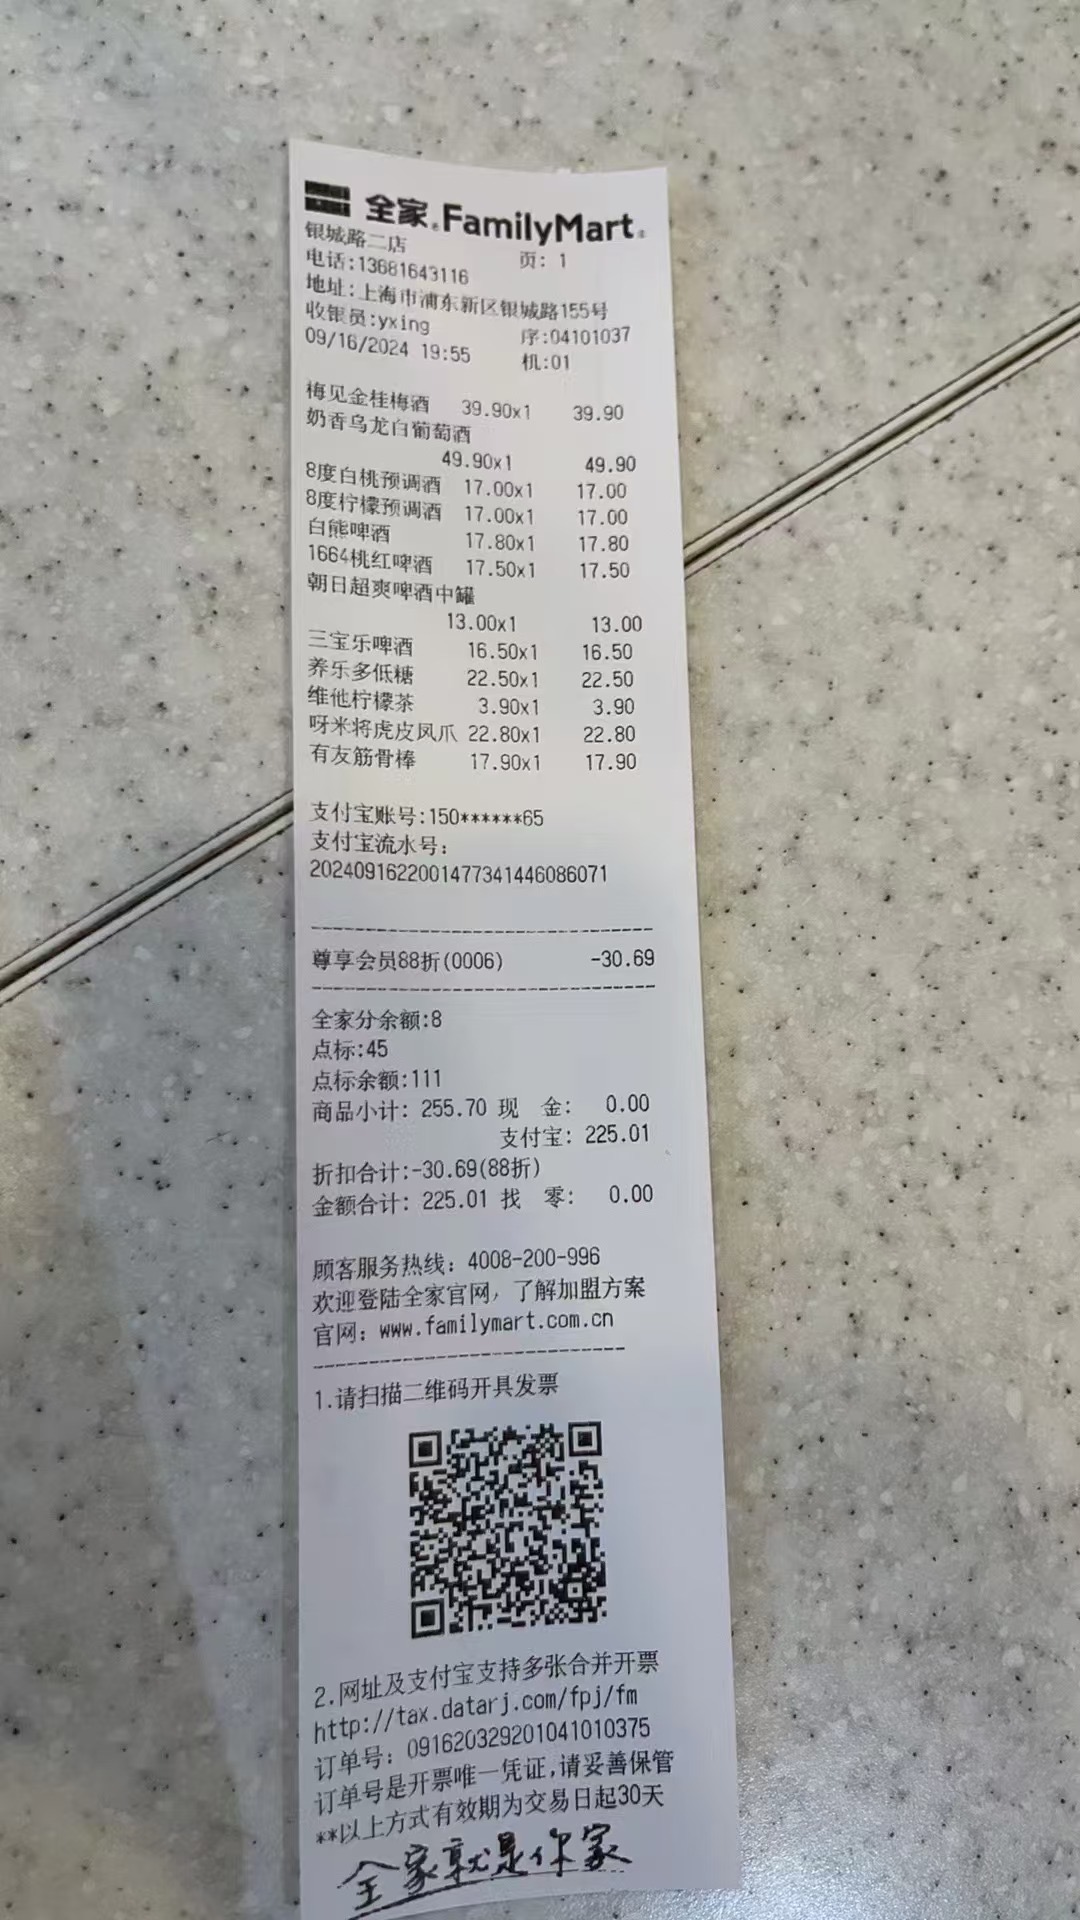 全家 FamilyMart
银城路二店 页: 1
电话:13681643116
地址:上海市浦东新区银城路155号
收银员:yxing 序:04101037
09/16/2024 19:55 机:01
梅见金桂梅酒 39.90x1 39.90
奶香乌龙白葡萄酒
49.90x1 49.90
8度白桃预调酒 17.00x1 17.00
8度柠檬预调酒 17.00x1 17.00
白熊啤酒 17.80x1 17.80
1664桃红啤酒 17.50x1 17.50
朝日超爽啤酒中罐
13.00x1 13.00
三宝乐啤酒 16.50x1 16.50
养乐多低糖 22.50x1 22.50
维他柠檬茶 3.90x1 3.90
呀米将虎皮凤爪 22.80x1 22.80
有友筋骨棒 17.90x1 17.90
支付宝账号:150******65
支付宝流水号:
2024091622001477341446086071
------------------------------
尊享会员88折(0006) -30.69
------------------------------
全家分余额:8
点标:45
点标余额:111
商品小计: 255.70 现 金: 0.00
支付宝: 225.01
折扣合计:-30.69(88折)
金额合计: 225.01 找 零: 0.00
顾客服务热线: 4008-200-996
欢迎登陆全家官网, 了解加盟方案
官网: www.familymart.com.cn
----------------------------
1.请扫描二维码开具发票
2.网址及支付宝支持多张合并开票
http://tax.datarj.com/fpj/fm
订单号: 091620329201041010375
订单号是开票唯一凭证,请妥善保管
**以上方式有效期为交易日起30天
全家就是你家